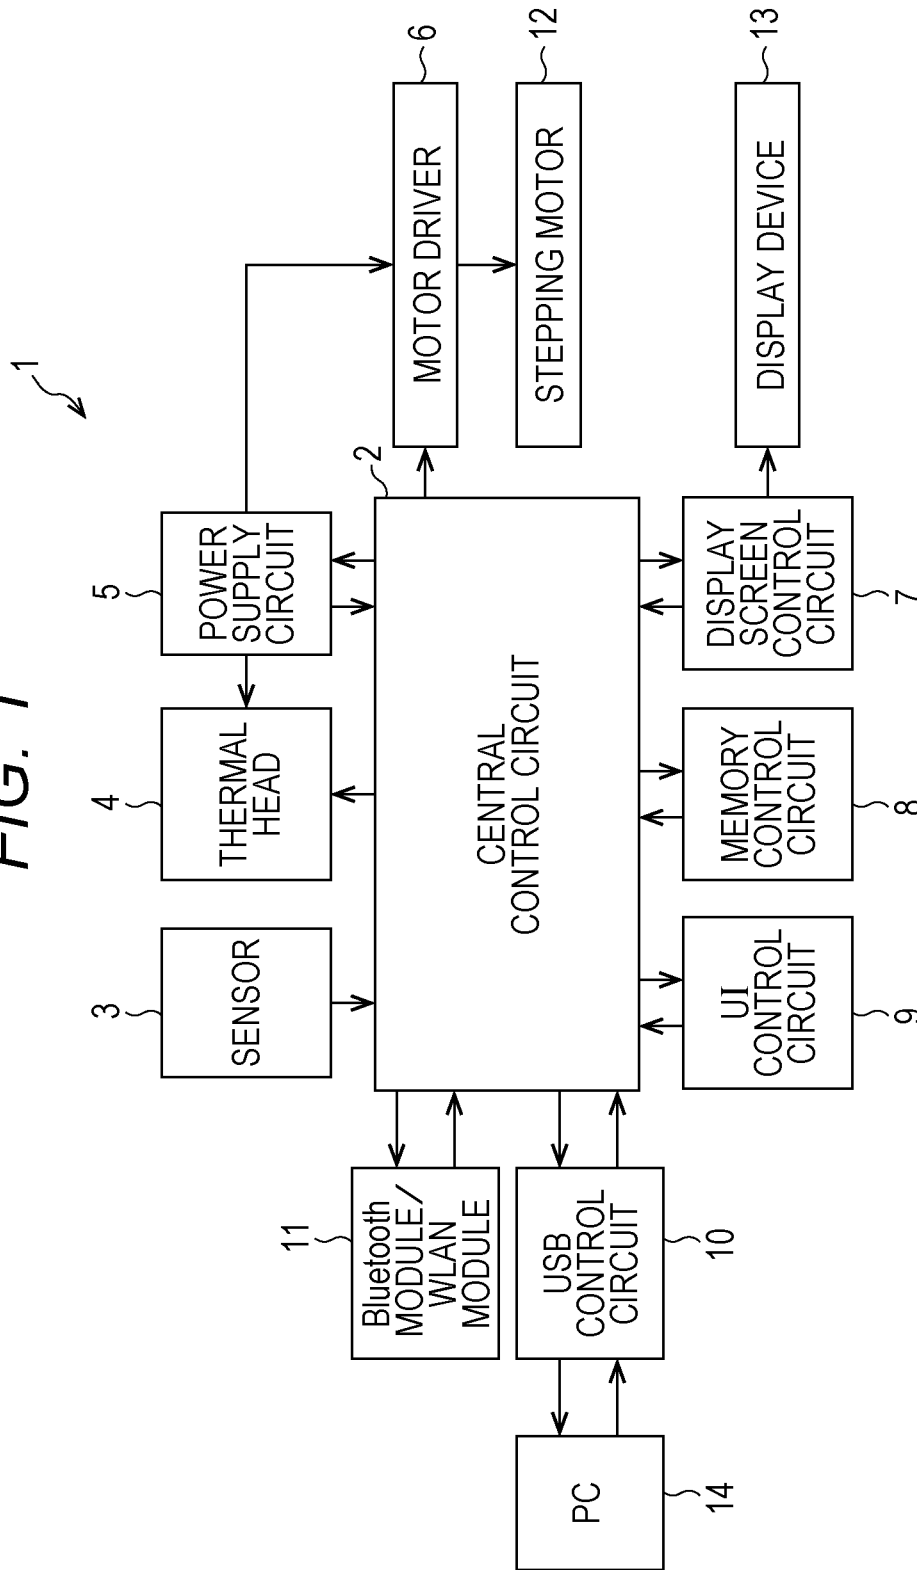 FIG. 1
1
3
SENSOR
4
THERMAL
HEAD
5
POWER
SUPPLY
CIRCUIT
11
Bluetooth
MODULE/
WLAN
MODULE
2
CENTRAL
CONTROL CIRCUIT
6
MOTOR DRIVER
12
STEPPING MOTOR
14
PC
10
USB
CONTROL
CIRCUIT
9
UI
CONTROL
CIRCUIT
8
MEMORY
CONTROL
CIRCUIT
7
DISPLAY
SCREEN
CONTROL
CIRCUIT
13
DISPLAY DEVICE